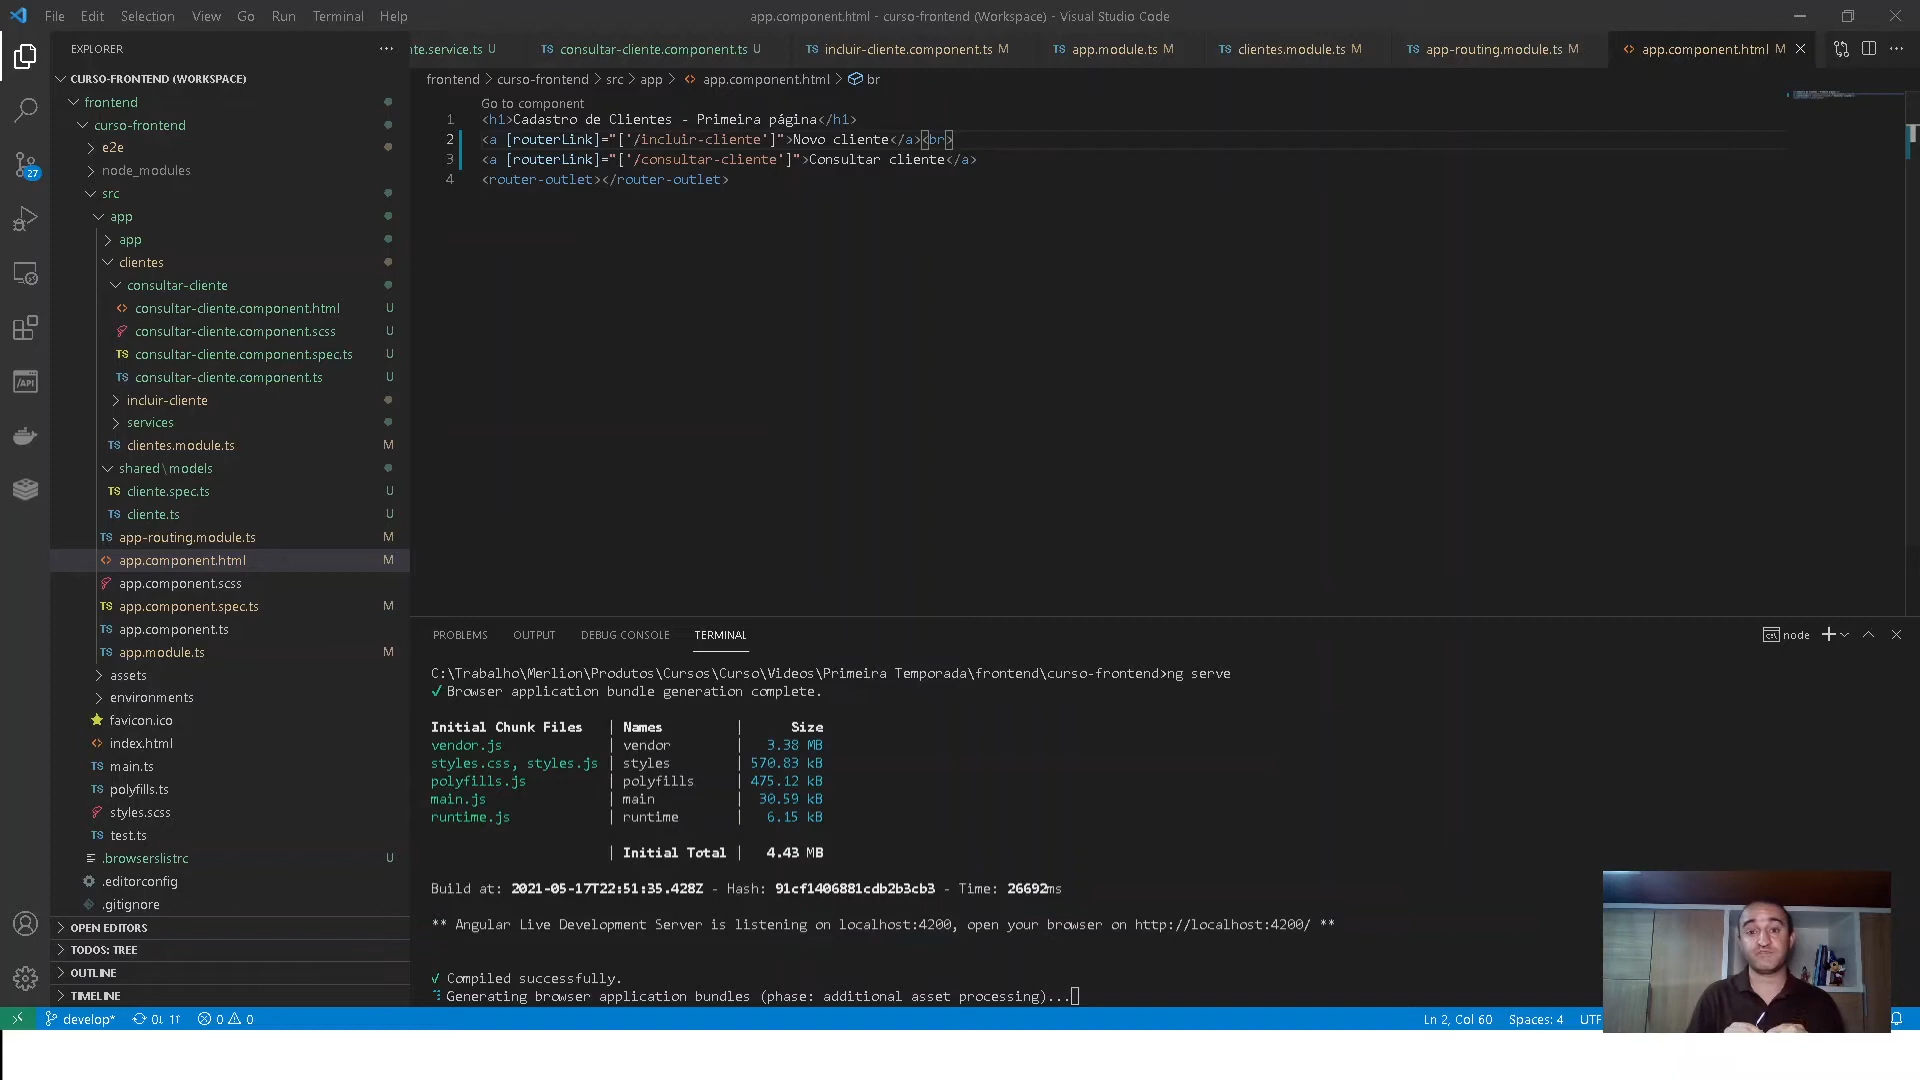 File Edit Selection View Go Run Terminal Help
app.component.html - curso-frontend (Workspace) - Visual Studio Code
EXPLORER
nte.service.ts U
consultar-cliente.component.ts U
incluir-cliente.component.ts M
app.module.ts M
clientes.module.ts M
app-routing.module.ts M
app.component.html M
frontend > curso-frontend > src > app > app.component.html > br
CURSO-FRONTEND (WORKSPACE)
frontend
curso-frontend
e2e
node_modules
src
app
app
clientes
consultar-cliente
consultar-cliente.component.html U
consultar-cliente.component.scss U
consultar-cliente.component.spec.ts U
consultar-cliente.component.ts U
incluir-cliente
services
clientes.module.ts M
shared\models
cliente.spec.ts U
cliente.ts U
app-routing.module.ts M
app.component.html M
app.component.scss
app.component.spec.ts M
app.component.ts
app.module.ts M
assets
environments
favicon.ico
index.html
main.ts
polyfills.ts
styles.scss
test.ts
.browserslistrc U
.editorconfig
.gitignore
OPEN EDITORS
TODOS: TREE
OUTLINE
TIMELINE
27
/API
Go to component
1 <h1>Cadastro de Clientes - Primeira página</h1>
2 <a [routerLink]="['/incluir-cliente']">Novo cliente</a><br>
3 <a [routerLink]="['/consultar-cliente']">Consultar cliente</a>
4 <router-outlet></router-outlet>
PROBLEMS OUTPUT DEBUG CONSOLE TERMINAL
node
C:\Trabalho\Merlion\Produtos\Cursos\Curso\Videos\Primeira Temporada\frontend\curso-frontend>ng serve
√ Browser application bundle generation complete.
Initial Chunk Files | Names | Size
vendor.js | vendor | 3.38 MB
styles.css, styles.js | styles | 570.83 kB
polyfills.js | polyfills | 475.12 kB
main.js | main | 30.59 kB
runtime.js | runtime | 6.15 kB
| Initial Total | 4.43 MB
Build at: 2021-05-17T22:51:35.428Z - Hash: 91cf1406881cdb2b3cb3 - Time: 26692ms
** Angular Live Development Server is listening on localhost:4200, open your browser on http://localhost:4200/ **
√ Compiled successfully.
Generating browser application bundles (phase: additional asset processing)...
develop* 0↓ 1↑ 0 0
Ln 2, Col 60 Spaces: 4 UTF